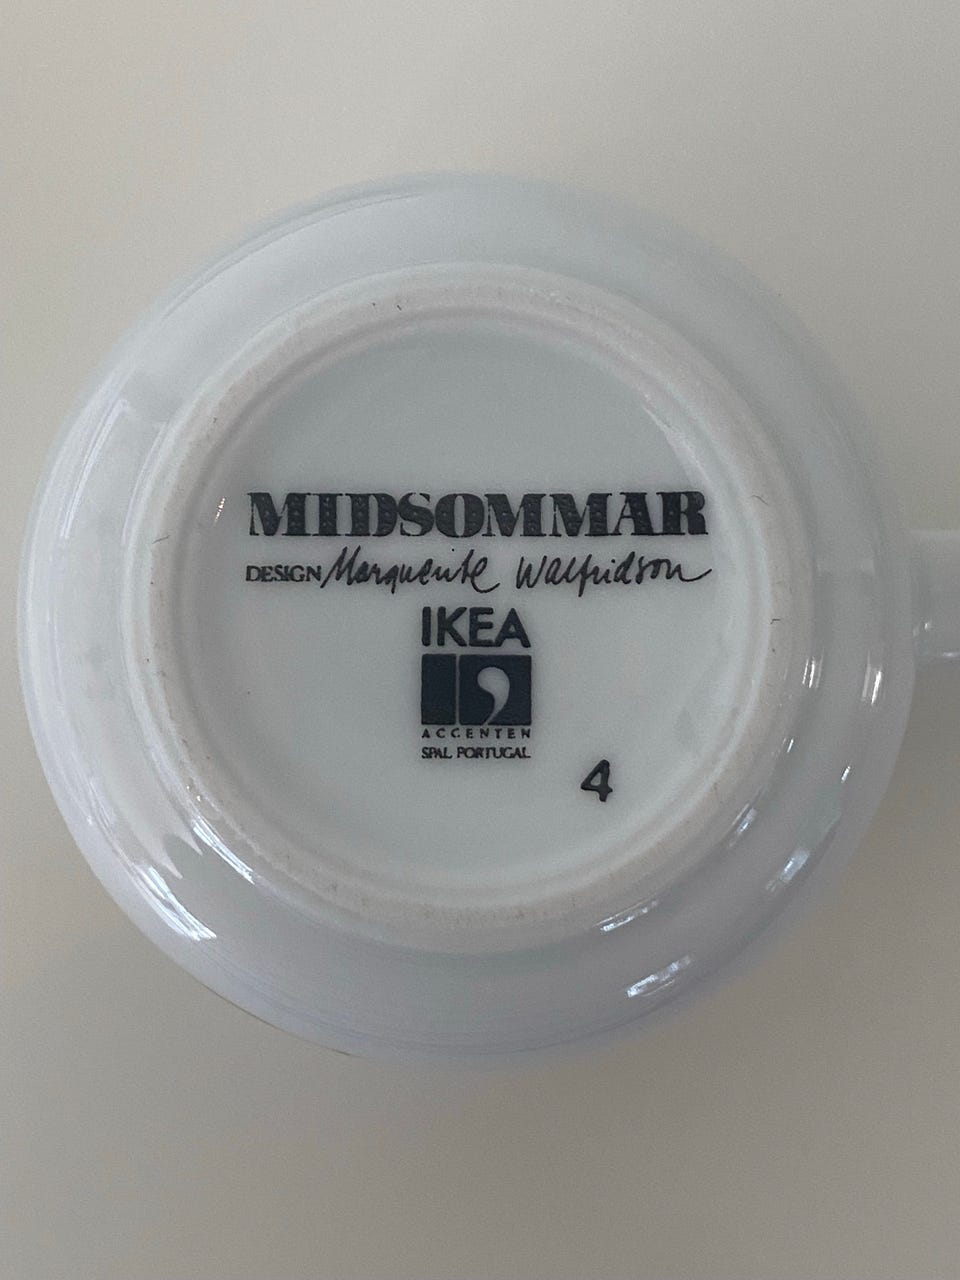 MIDSOMMAR
DESIGN Marguerite Walfridson
IKEA
ACCENTEN
SPAL PORTUGAL
4